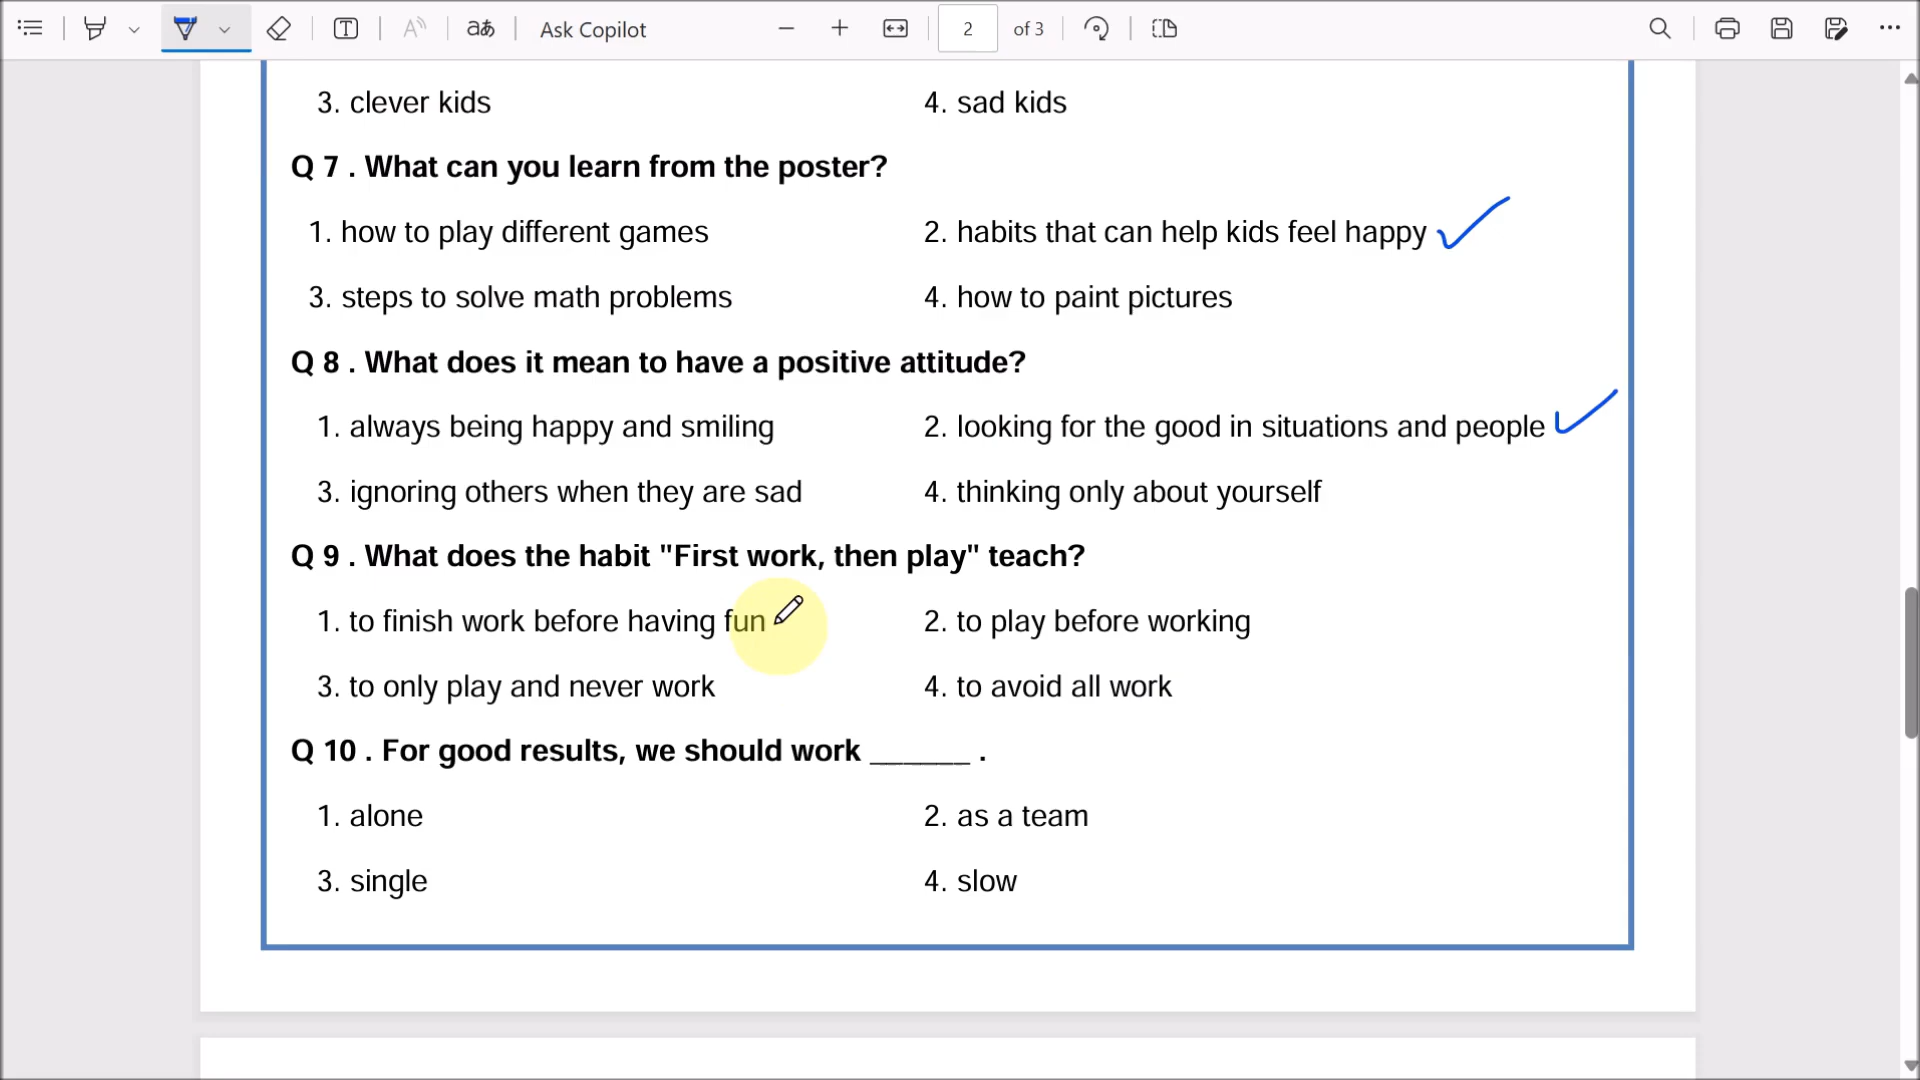 Ask Copilot
2 of 3
3. clever kids 4. sad kids
Q 7 . What can you learn from the poster?
1. how to play different games 2. habits that can help kids feel happy
3. steps to solve math problems 4. how to paint pictures
Q 8 . What does it mean to have a positive attitude?
1. always being happy and smiling 2. looking for the good in situations and people
3. ignoring others when they are sad 4. thinking only about yourself
Q 9 . What does the habit "First work, then play" teach?
1. to finish work before having fun 2. to play before working
3. to only play and never work 4. to avoid all work
Q 10 . For good results, we should work ______ .
1. alone 2. as a team
3. single 4. slow